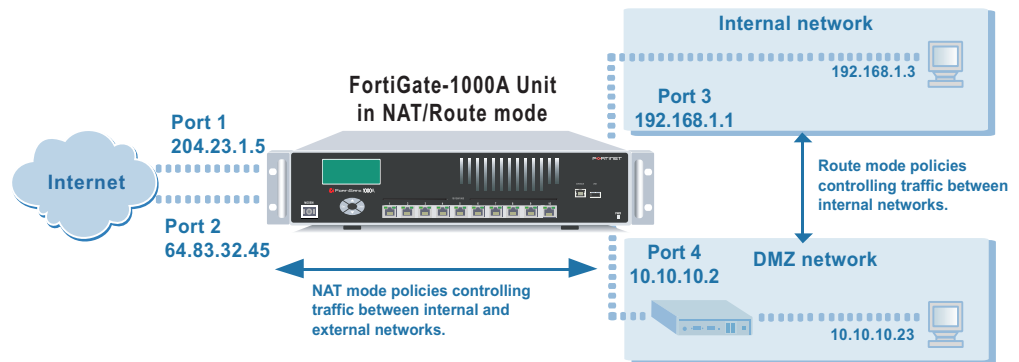 Internal network
192.168.1.3
FortiGate-1000A Unit
in NAT/Route mode
Port 3
192.168.1.1
Port 1
204.23.1.5
Internet
Port 2
64.83.32.45
FORTINET
FortiGate 1000A
Route mode policies
controlling traffic between
internal networks.
NAT mode policies controlling
traffic between internal and
external networks.
Port 4
10.10.10.2
DMZ network
10.10.10.23